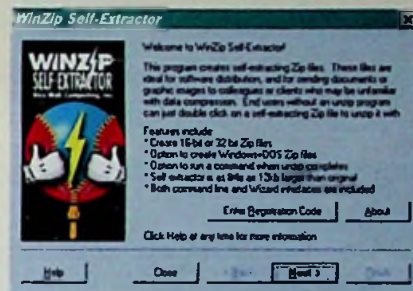 WinZip Self-Extractor
WINZIP
SELF EXTRACTOR
Welcome to WinZip Self-Extractor!
This program creates self-extracting Zip files. These files are
ideal for software distribution, and for sending documents or
graphic images to colleagues or clients who may be unfamiliar
with data compression. End users without an unzip program
can just double click on a self-extracting Zip file to unzip it with
Features include
* Create 16-bit or 32 bit Zip files
* Option to create Windows+DOS Zip files
* Option to run a command when unzip completes
* Self extractor is as little as larger than original
* Both command line and Wizard interfaces are included
Enter Registration Code
About
Click Help at any time for more information
Help
Close
< Back
Next >
Finish